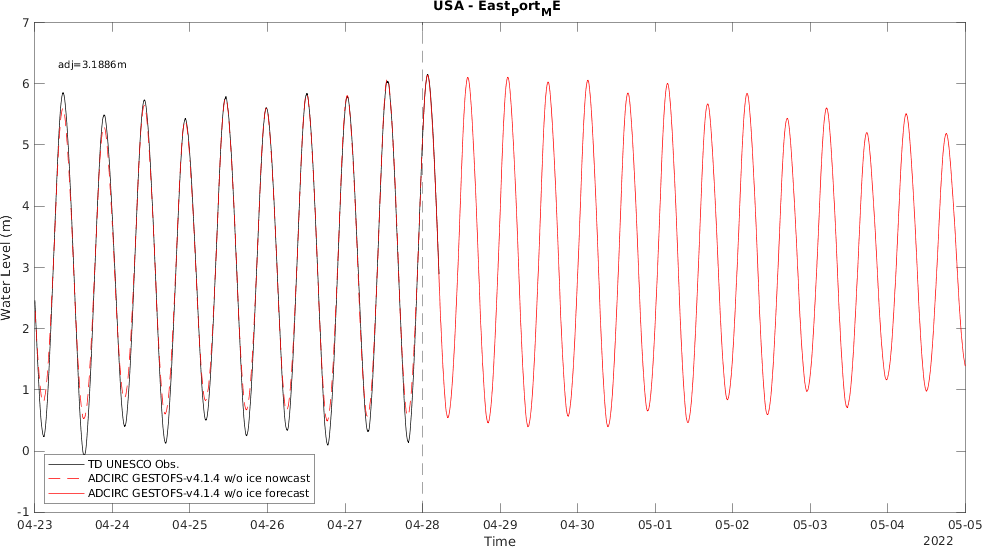 USA - EastPortME
7
adj=3.1886m
6
5
4
3
2
1
0
-1
Water Level (m)
TD UNESCO Obs.
ADCIRC GESTOFS-v4.1.4 w/o ice nowcast
ADCIRC GESTOFS-v4.1.4 w/o ice forecast
04-23 04-24 04-25 04-26 04-27 04-28 04-29 04-30 05-01 05-02 05-03 05-04 05-05
Time
2022